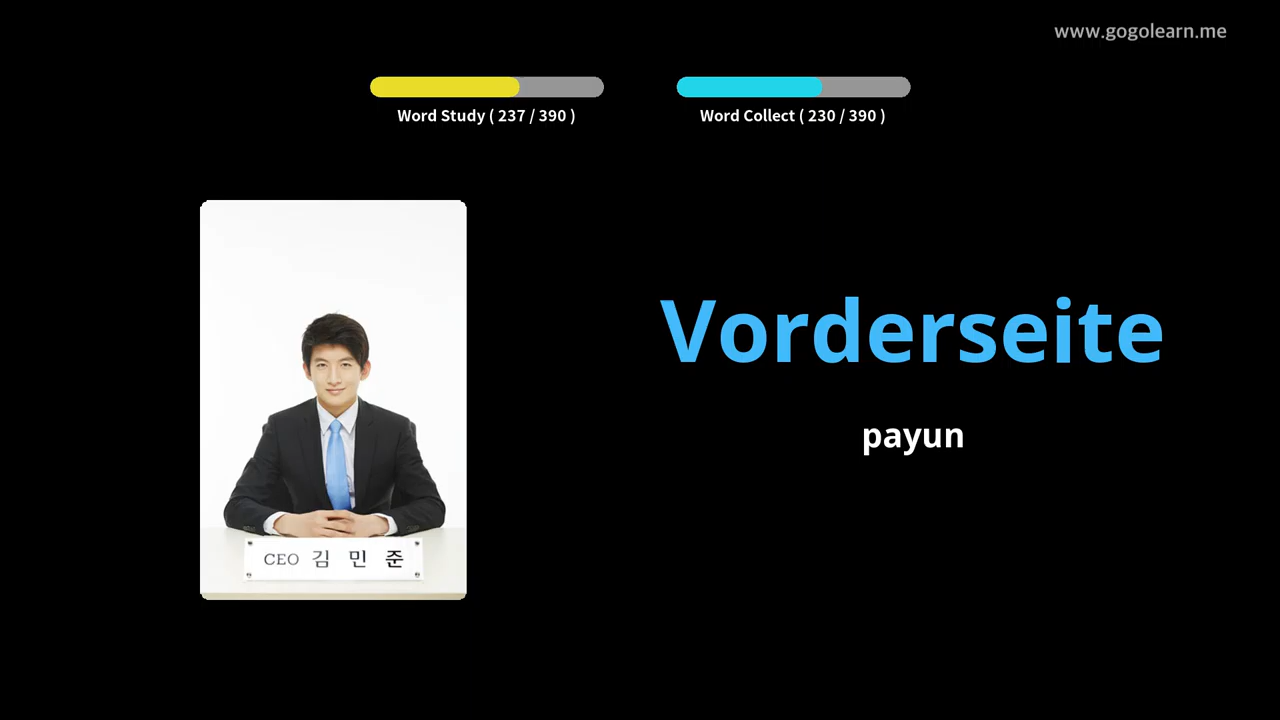 www.gogolearn.me
Word Study ( 237 / 390 )
Word Collect ( 230 / 390 )
Vorderseite
payun
CEO 김 민 준